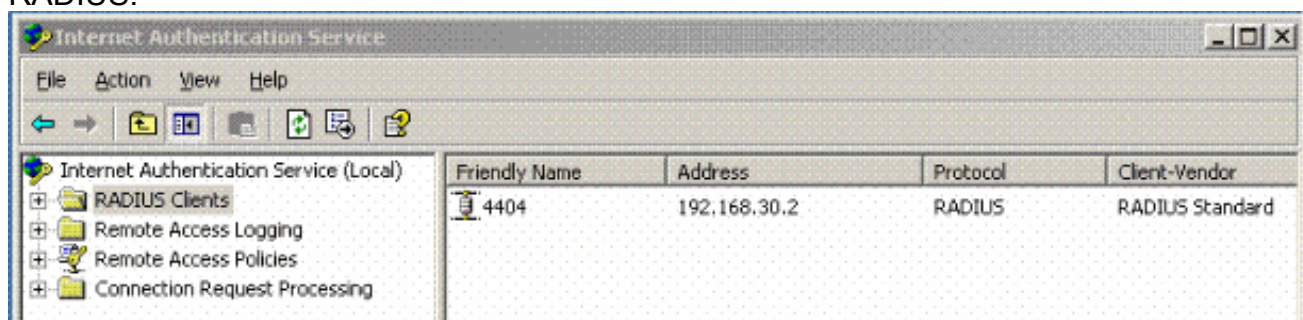 RADIUS.
Internet Authentication Service
File Action View Help
Internet Authentication Service (Local)
RADIUS Clients
Remote Access Logging
Remote Access Policies
Connection Request Processing
Friendly Name Address Protocol Client-Vendor
4404 192.168.30.2 RADIUS RADIUS Standard